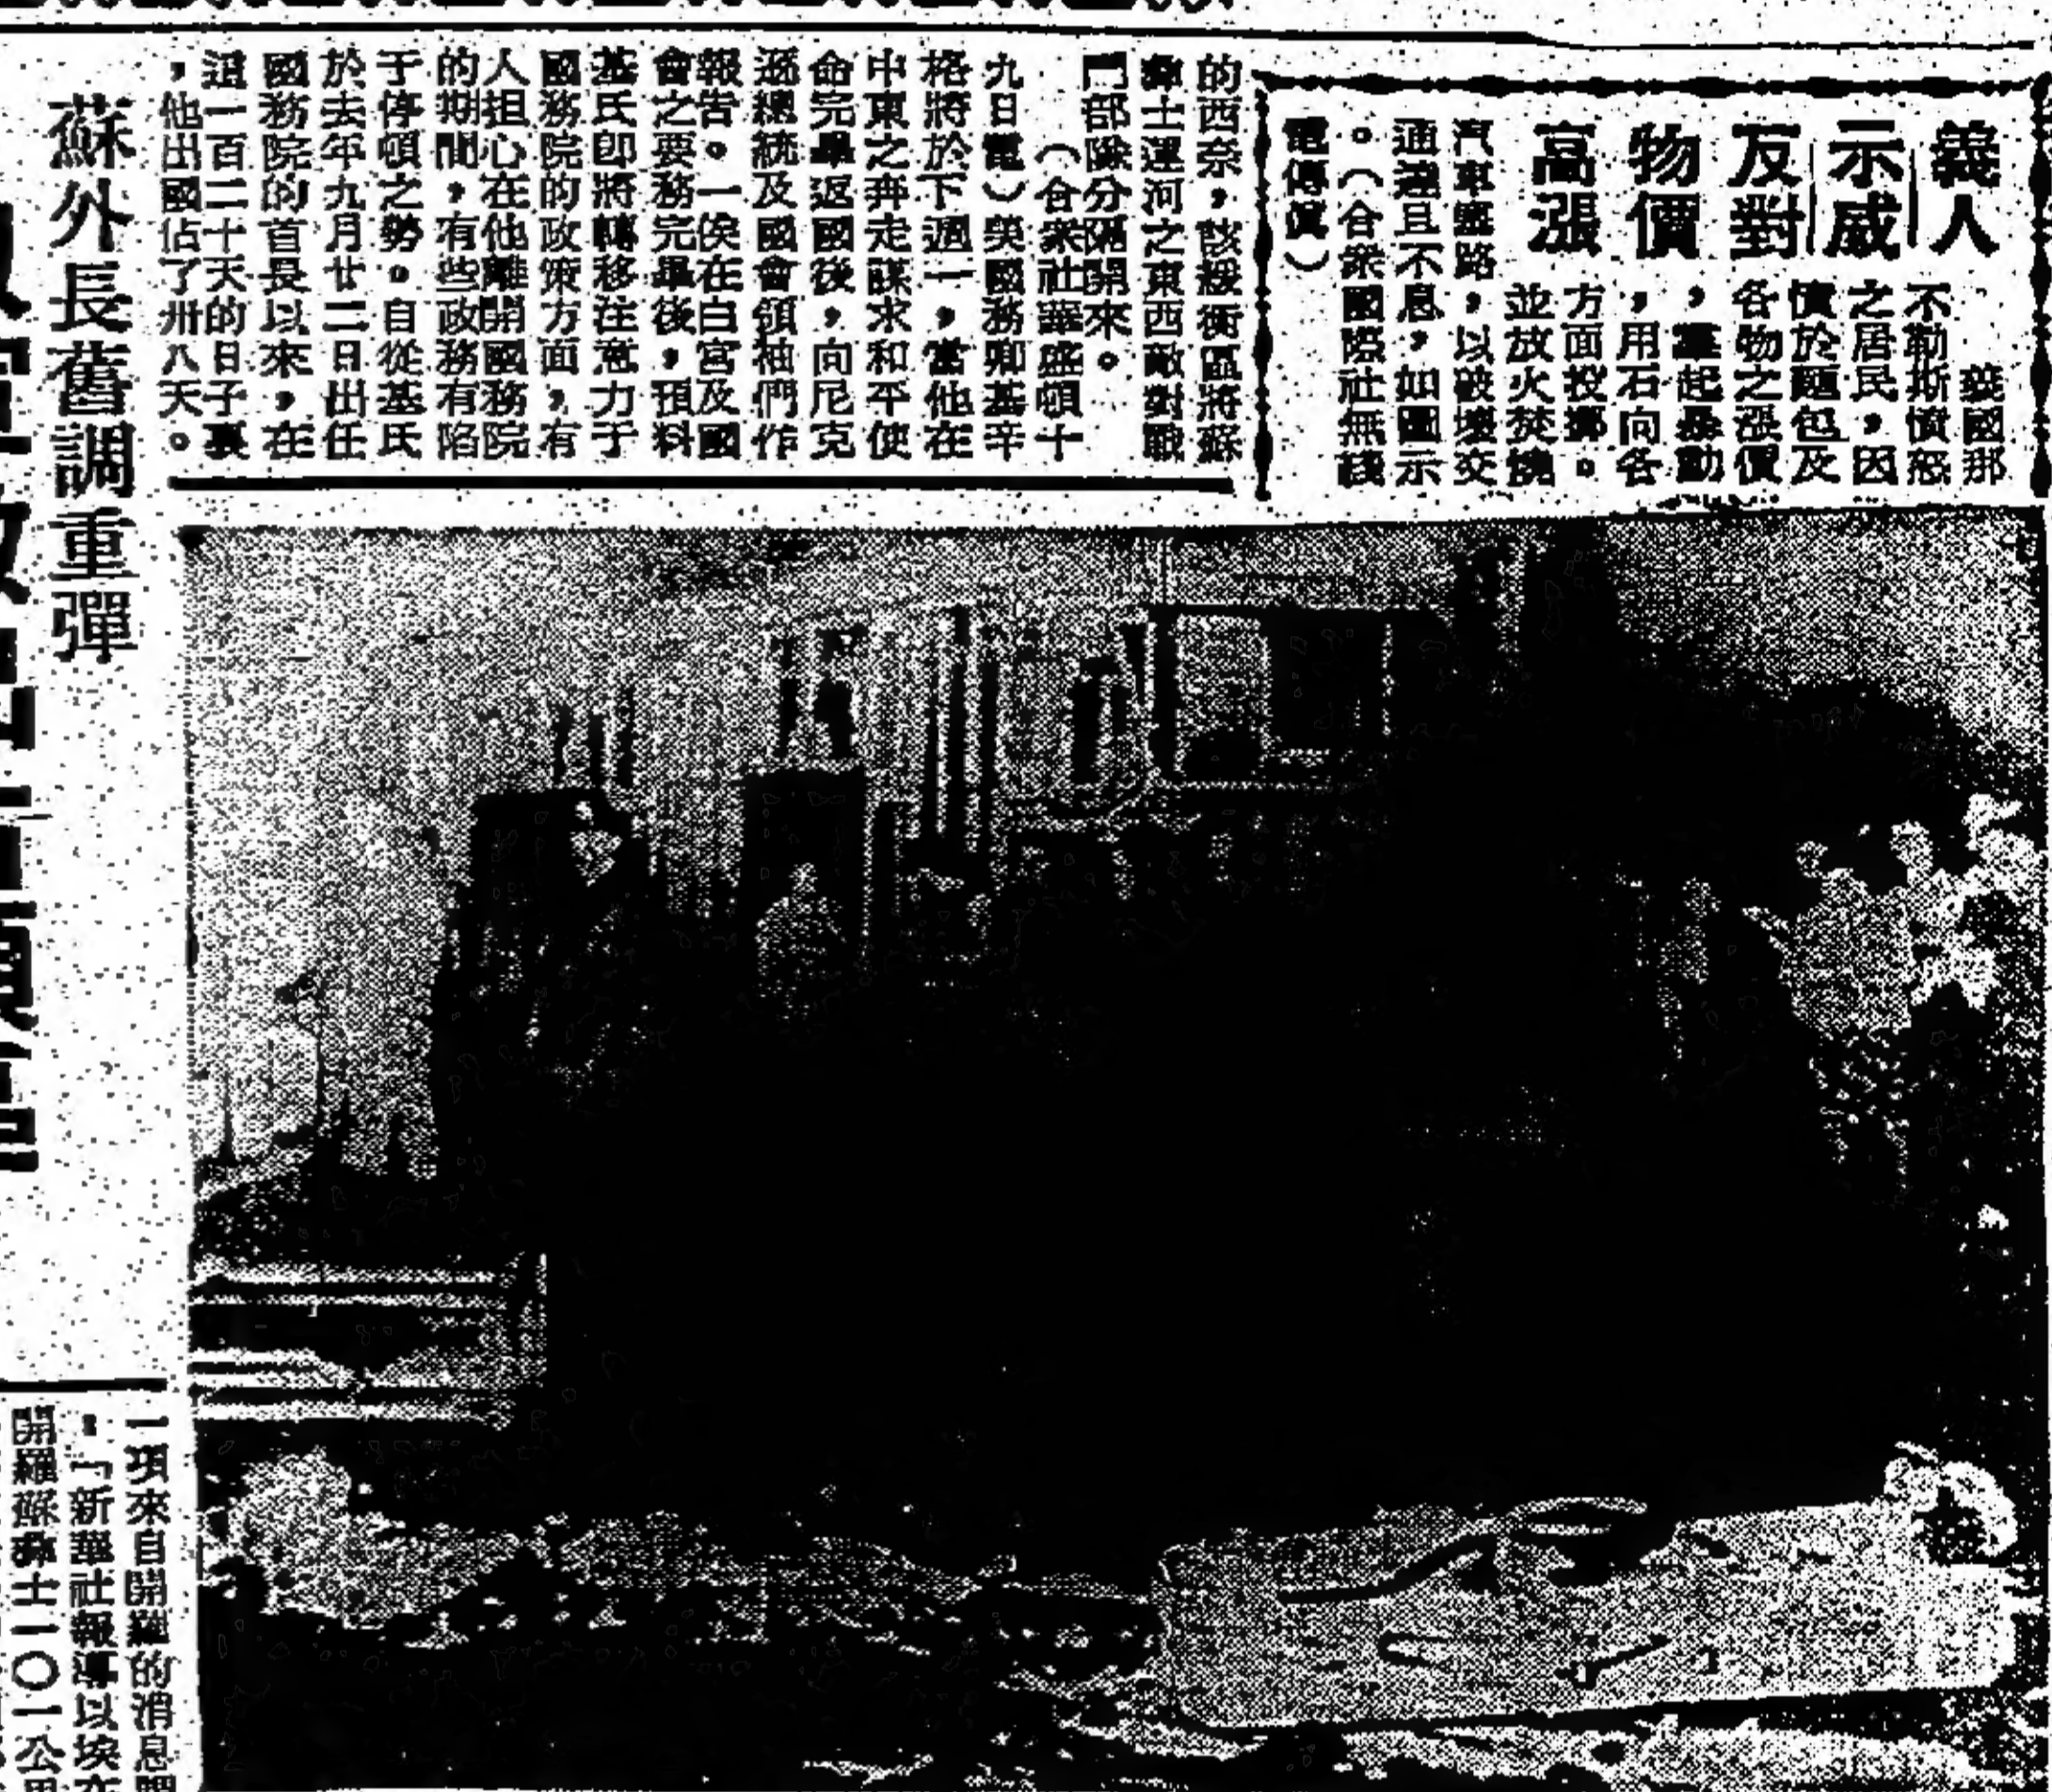 義人
示威
反對
物價
高漲
義國那
不勒斯憤怒
之居民，因
憤於麵包及
各物之漲價
，羣起暴動
，用石向各
方面投擲。
並放火焚燒
汽車塞路，以破壞交
通運且不息，如圖示
。（合衆國際社無綫
電傳眞）
的西奈，該緩衝區將蘇
彝士運河之東西敵對戰
鬥部隊分隔開來。
（合衆社華盛頓十
九日電）美國務卿基辛
格將於下週一，當他在
中東之奔走謀求和平使
命完畢返國後，向尼克
遜總統及國會領袖們作
報告。一俟在白宮及國
會之要務完畢後，預料
基氏卽將轉移注意力于
國務院的政策方面，有
人担心在他離開國務院
的期間，有些政務有陷
于停頓之勢。自從基氏
於去年九月廿二日出任
國務院的首長以來，在
這一百二十天的日子裏
，他出國佔了卅八天。
蘇外長舊調重彈
一項來自開羅的消息
：「新華社報導以埃在
開羅蘇彝士一〇一公里